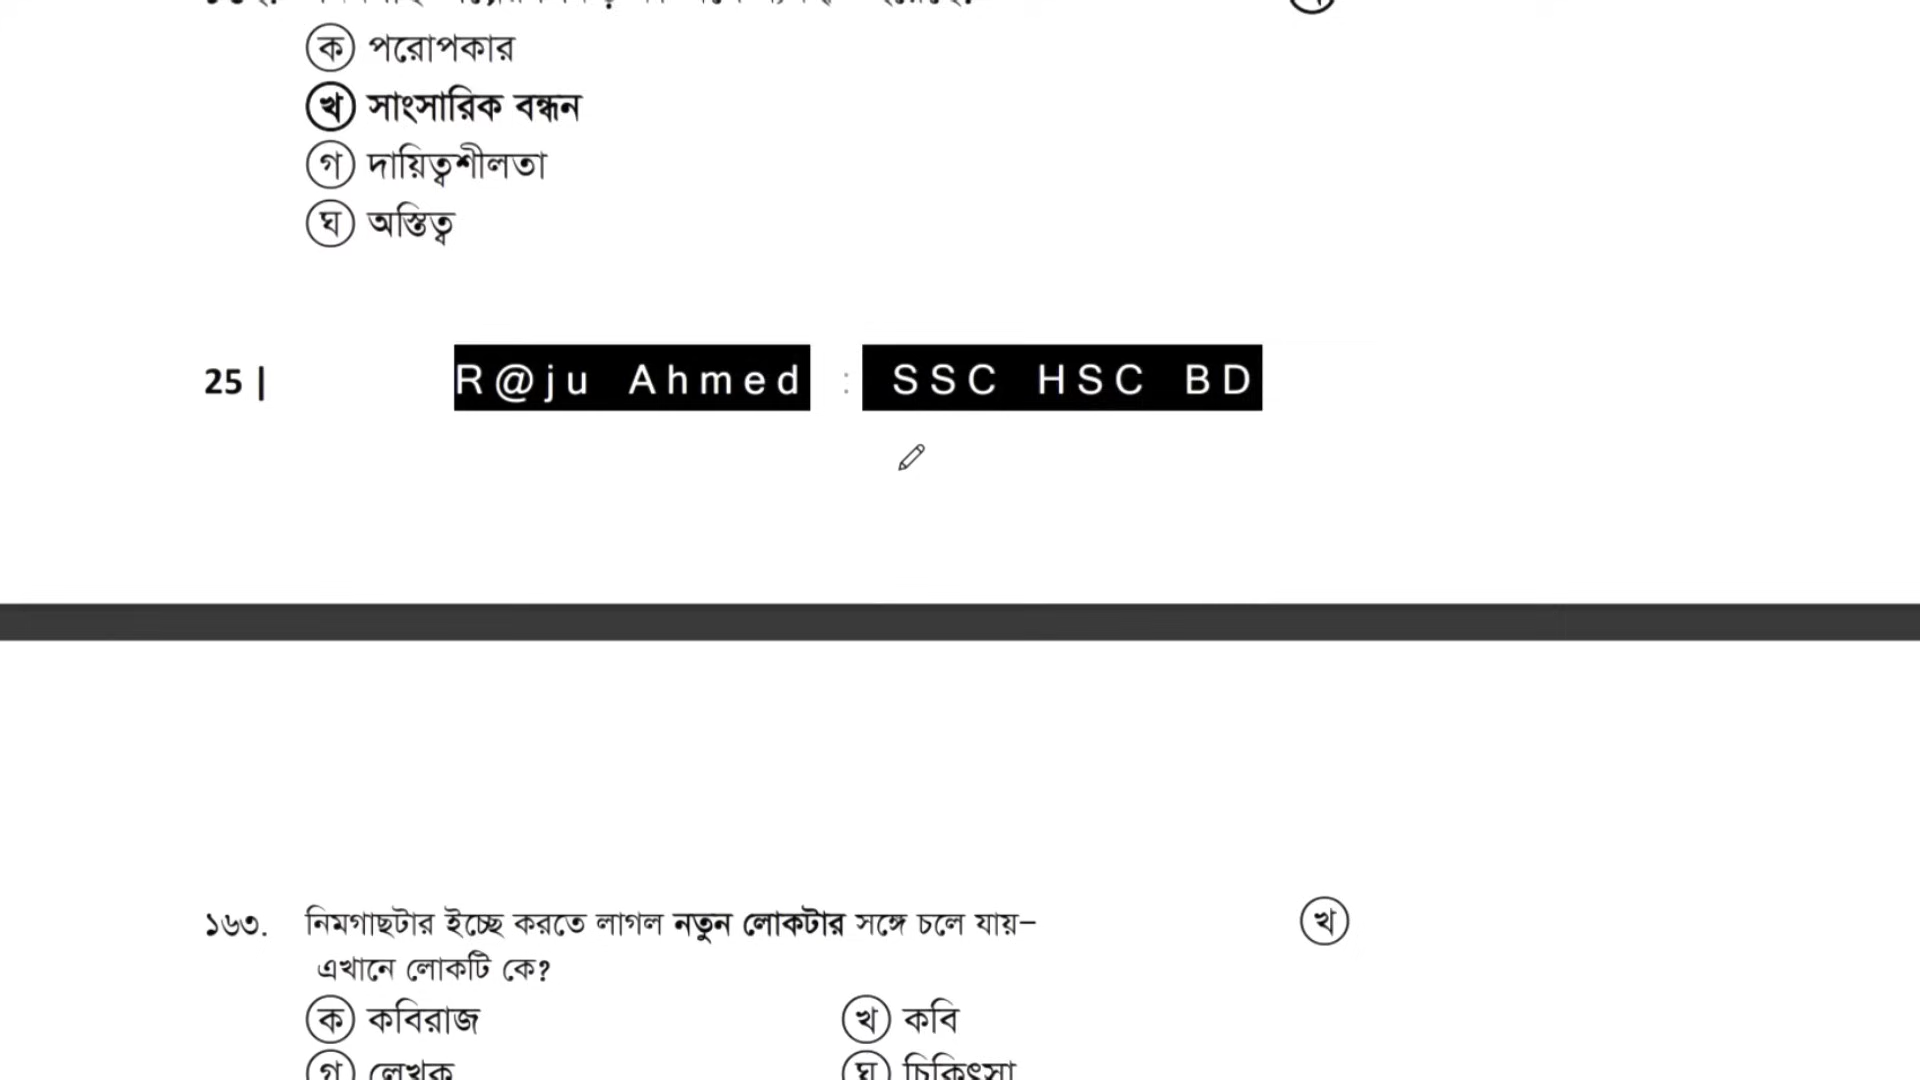 ক পরোপকার
খ সাংসারিক বন্ধন
গ দায়িত্বশীলতা
ঘ অস্তিত্ব
25 | R@ju Ahmed : SSC HSC BD
১৬৩. নিমগাছটার ইচ্ছে করতে লাগল নতুন লোকটার সঙ্গে চলে যায়– খ
এখানে লোকটি কে?
ক কবিরাজ খ কবি
গ লেখক ঘ চিকিৎসা